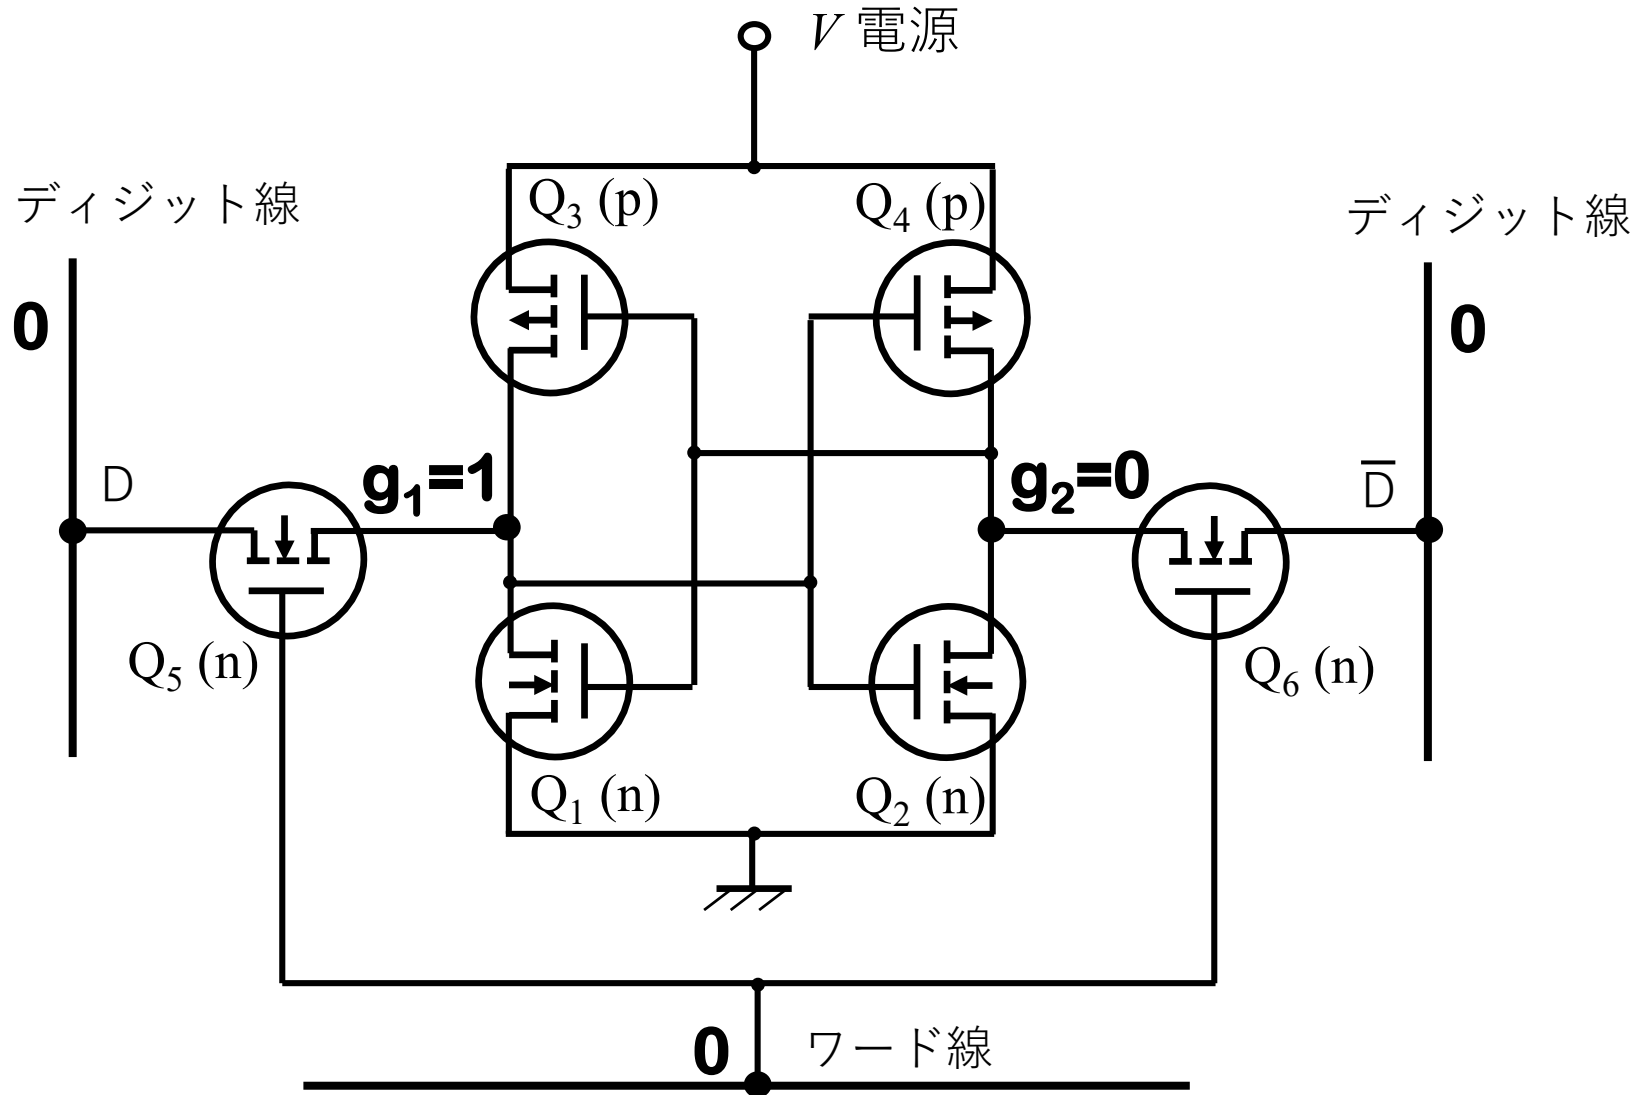 V 電源
ディジット線
Q3 (p)
Q4 (p)
ディジット線
0
0
D
g1=1
g2=0
D̅
Q5 (n)
Q6 (n)
Q1 (n)
Q2 (n)
0
ワード線